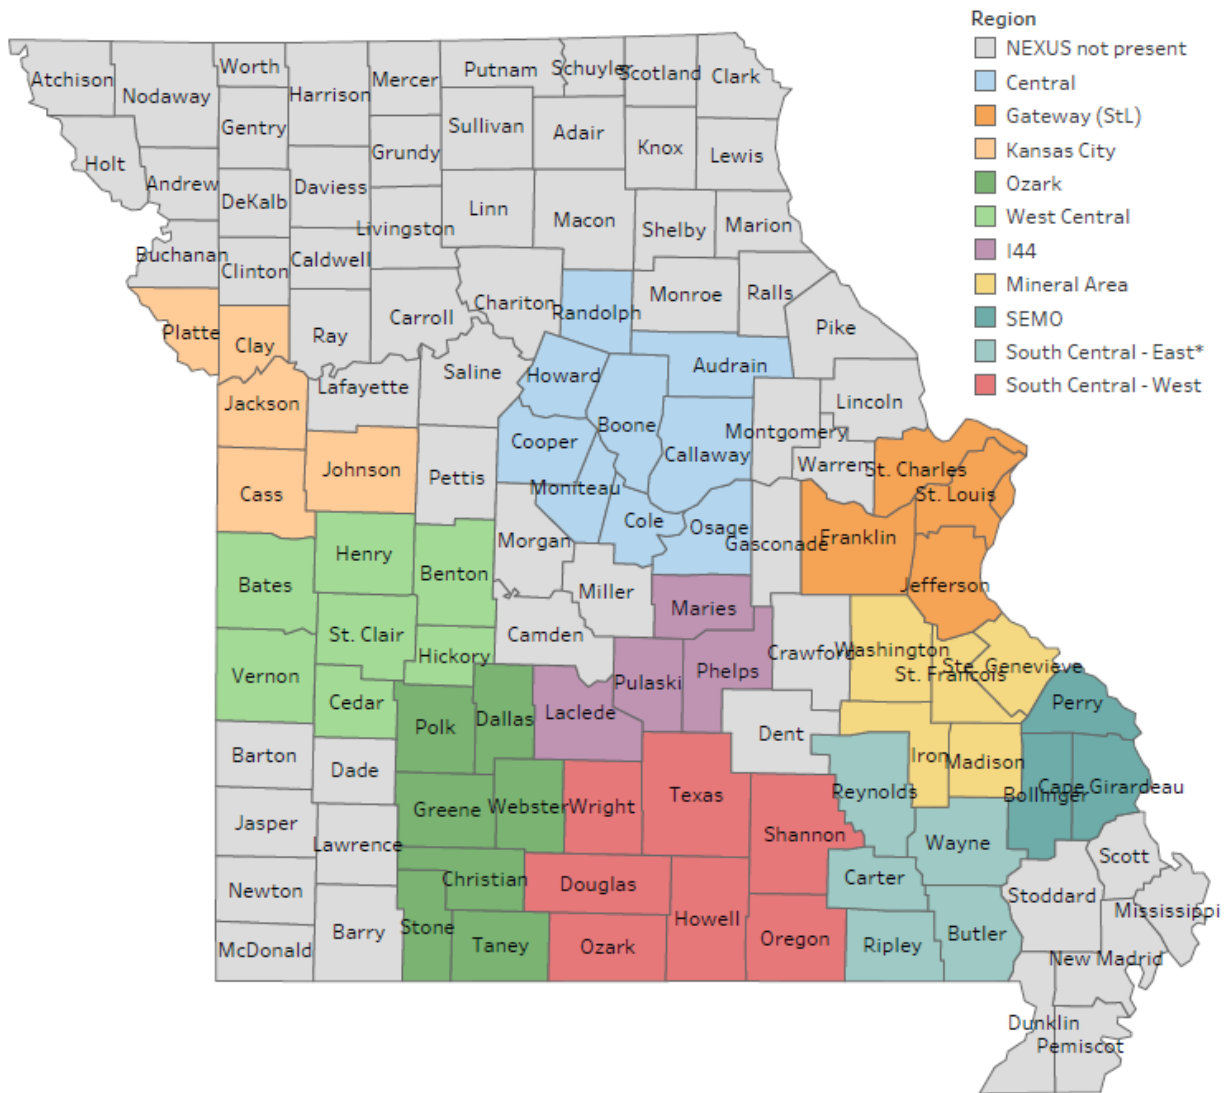 Region
NEXUS not present
Central
Gateway (StL)
Kansas City
Ozark
West Central
I44
Mineral Area
SEMO
South Central - East*
South Central - West
Atchison
Nodaway
Worth
Harrison
Mercer
Putnam
Schuyler
Scotland
Clark
Gentry
Sullivan
Adair
Knox
Lewis
Holt
Andrew
DeKalb
Daviess
Grundy
Livingston
Linn
Macon
Shelby
Marion
Buchanan
Clinton
Caldwell
Chariton
Randolph
Monroe
Ralls
Platte
Clay
Ray
Carroll
Pike
Jackson
Lafayette
Saline
Howard
Audrain
Lincoln
Boone
Cooper
Callaway
Montgomery
Warren
St. Charles
Cass
Johnson
Pettis
Moniteau
St. Louis
Cole
Osage
Gasconade
Franklin
Morgan
Henry
Benton
Bates
Miller
Jefferson
Maries
St. Clair
Camden
Hickory
Crawford
Washington
Ste. Genevieve
St. Francois
Vernon
Pulaski
Phelps
Cedar
Polk
Dallas
Laclede
Dent
Perry
Barton
Dade
Iron
Madison
Greene
Webster
Wright
Texas
Reynolds
Bollinger
Cape Girardeau
Jasper
Lawrence
Shannon
Wayne
Scott
Newton
Christian
Douglas
Carter
Stoddard
Mississippi
McDonald
Barry
Stone
Taney
Ozark
Howell
Oregon
Ripley
Butler
New Madrid
Dunklin
Pemiscot